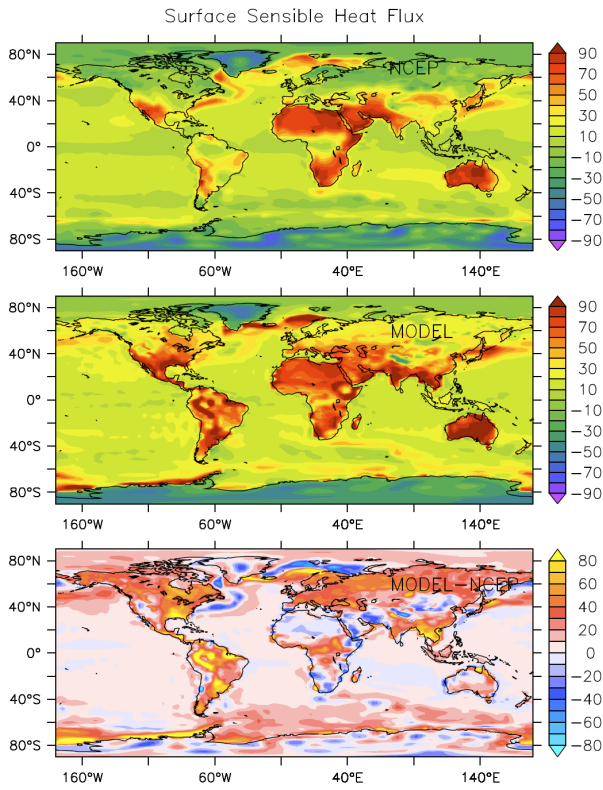 Surface Sensible Heat Flux
80°N
40°N
0°
40°S
80°S
NCEP
160°W
60°W
40°E
140°E
90
70
50
30
10
−10
−30
−50
−70
−90
80°N
40°N
0°
40°S
80°S
MODEL
160°W
60°W
40°E
140°E
90
70
50
30
10
−10
−30
−50
−70
−90
80°N
40°N
0°
40°S
80°S
MODEL−NCEP
160°W
60°W
40°E
140°E
80
60
40
20
0
−20
−40
−60
−80